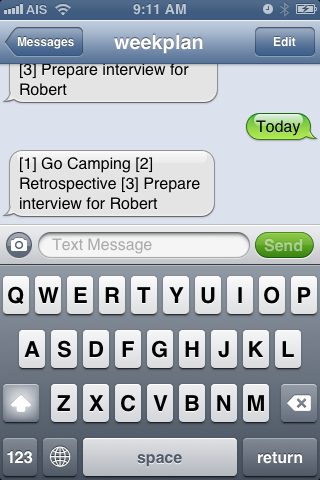 AIS 9:11 AM
Messages weekplan Edit
[3] Prepare interview for
Robert
Today
[1] Go Camping [2]
Retrospective [3] Prepare
interview for Robert
Text Message Send
Q W E R T Y U I O P
A S D F G H J K L
Z X C V B N M
123 space return